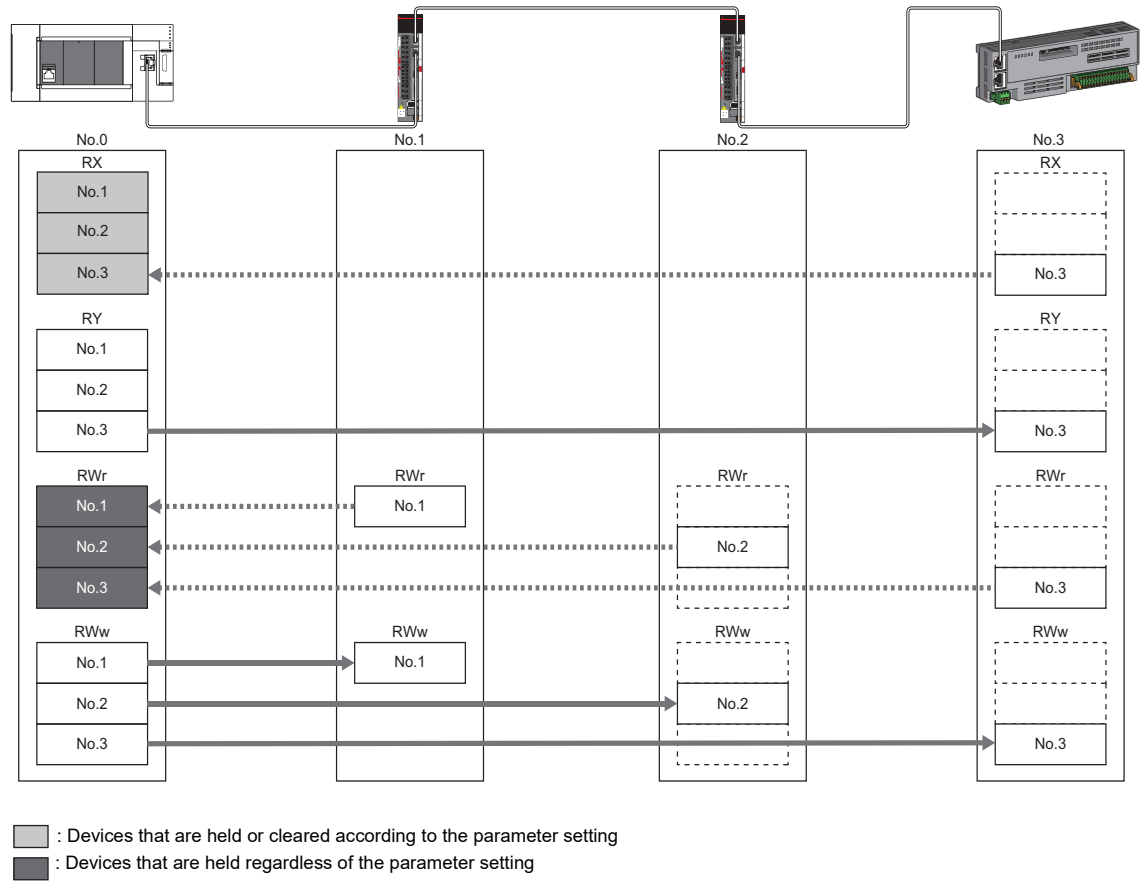 No.0
No.1
No.2
No.3
RX
No.1
No.2
No.3
RX
No.3
RY
No.1
No.2
No.3
RY
No.3
RWr
No.1
No.2
No.3
RWr
No.1
RWr
No.2
RWr
No.3
RWw
No.1
No.2
No.3
RWw
No.1
RWw
No.2
RWw
No.3
: Devices that are held or cleared according to the parameter setting
: Devices that are held regardless of the parameter setting